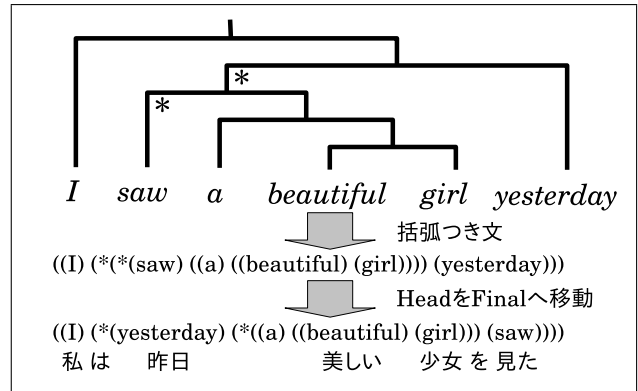 *
*
I saw a beautiful girl yesterday
括弧つき文
((I) (*(*(saw) ((a) ((beautiful) (girl)))) (yesterday)))
HeadをFinalへ移動
((I) (*(yesterday) (*((a) ((beautiful) (girl))) (saw))))
私 は 昨日 美しい 少女 を 見た